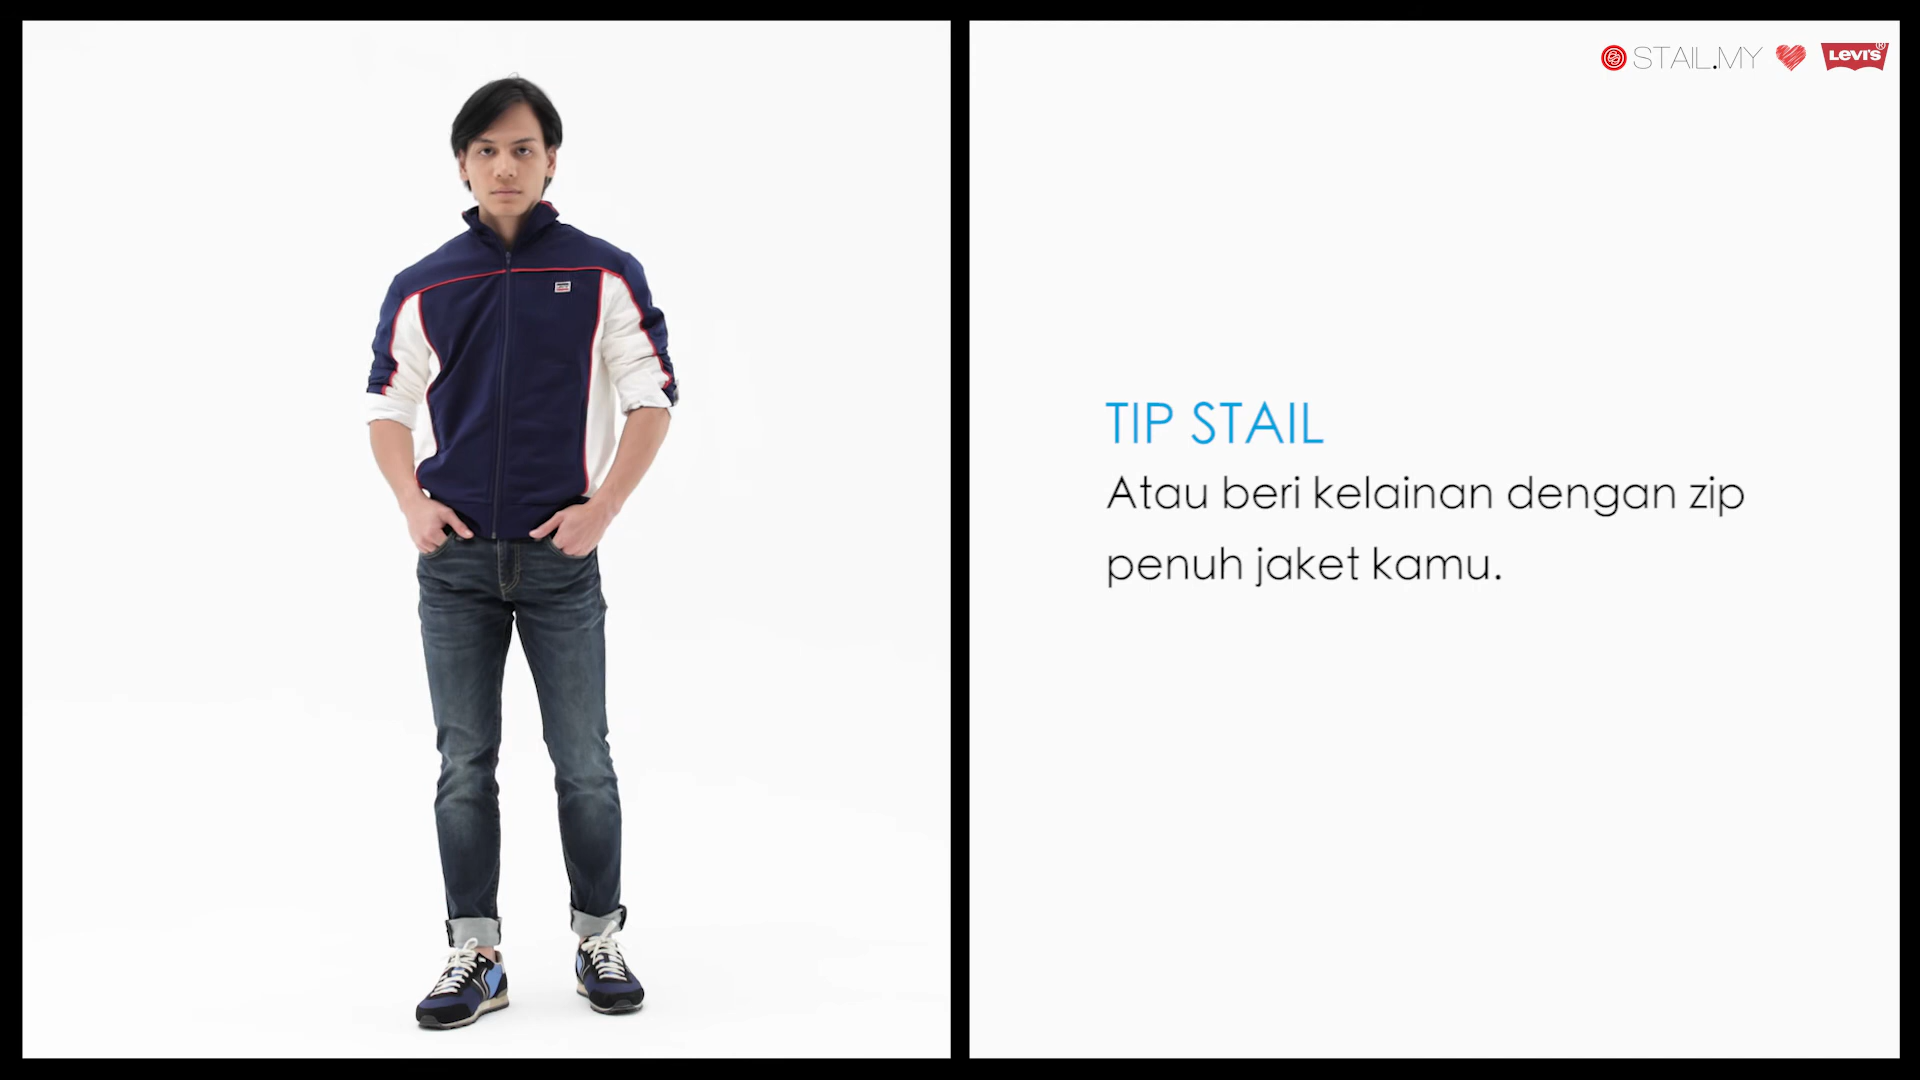 STAIL.MY LEVI'S®
TIP STAIL
Atau beri kelainan dengan zip
penuh jaket kamu.